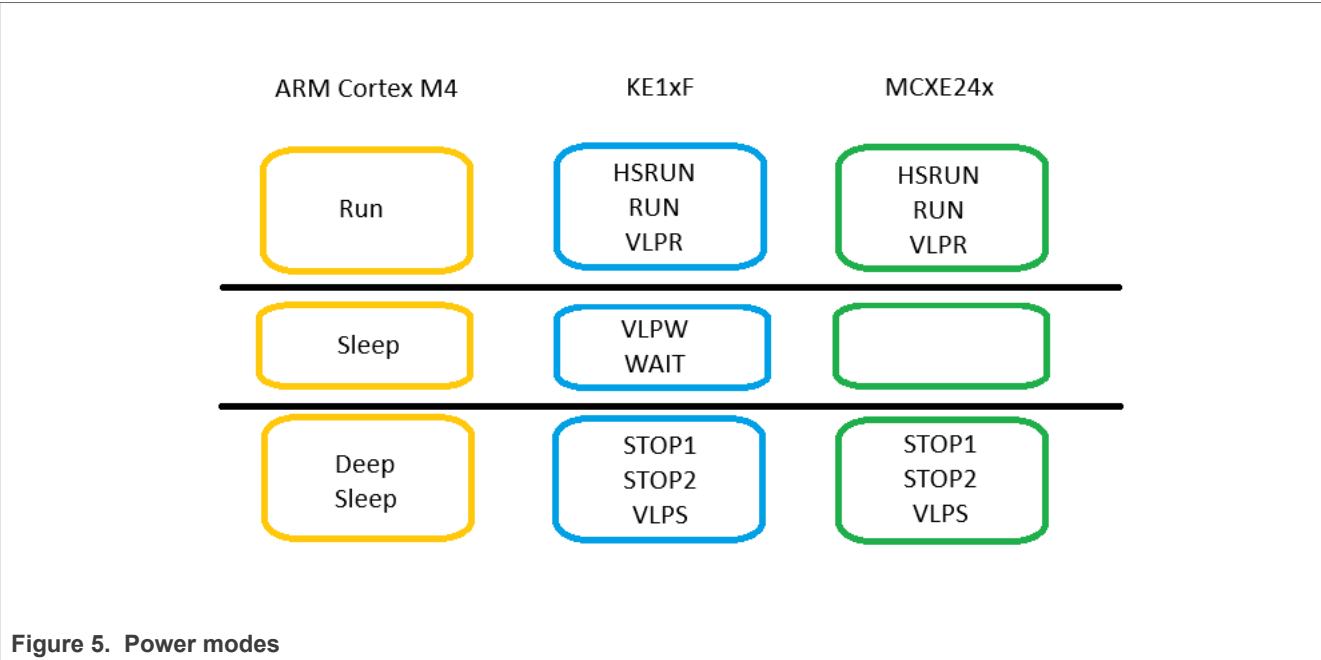 ARM Cortex M4 KE1xF MCXE24x
Run
HSRUN
RUN
VLPR
HSRUN
RUN
VLPR
Sleep
VLPW
WAIT
Deep
Sleep
STOP1
STOP2
VLPS
STOP1
STOP2
VLPS
Figure 5. Power modes